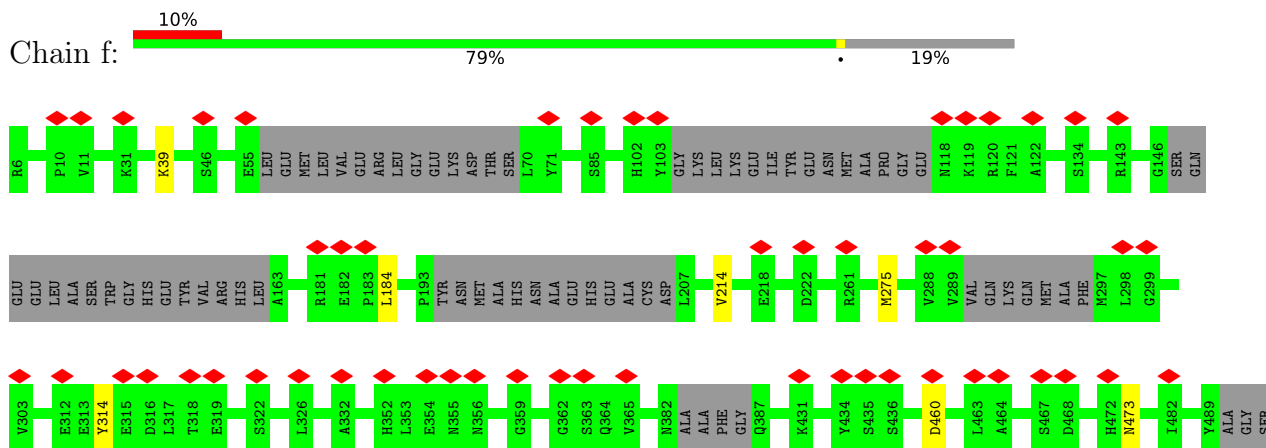 10%
Chain f:
79%
19%
R6 P10 V11 K31 K39 S46 E55 LEU GLU MET LEU VAL GLU ARG LEU GLY GLU LYS ASP THR SER L70 Y71 S85 H102 Y103 GLY LYS LEU LYS GLU ILE TYR GLU ASN MET ALA PRO GLY GLU N118 K119 R120 F121 A122 S134 R143 G146 SER GLN
GLU GLU LEU ALA SER TRP GLY HIS GLU TYR VAL ARG HIS LEU A163 R181 E182 P183 L184 P193 TYR ASN MET ALA HIS ASN ALA GLU HIS GLU ALA CYS ASP L207 V214 E218 D222 R261 M275 V288 V289 VAL GLN LYS GLN MET ALA PHE M297 L298 G299
V303 E312 E313 Y314 E315 D316 L317 T318 E319 S322 L326 A332 H352 L353 E354 N355 N356 G359 G362 S363 Q364 V365 N382 ALA ALA PHE GLY Q387 K431 Y434 S435 S436 D460 L463 A464 S467 D468 H472 N473 I482 Y489 ALA GLY SER